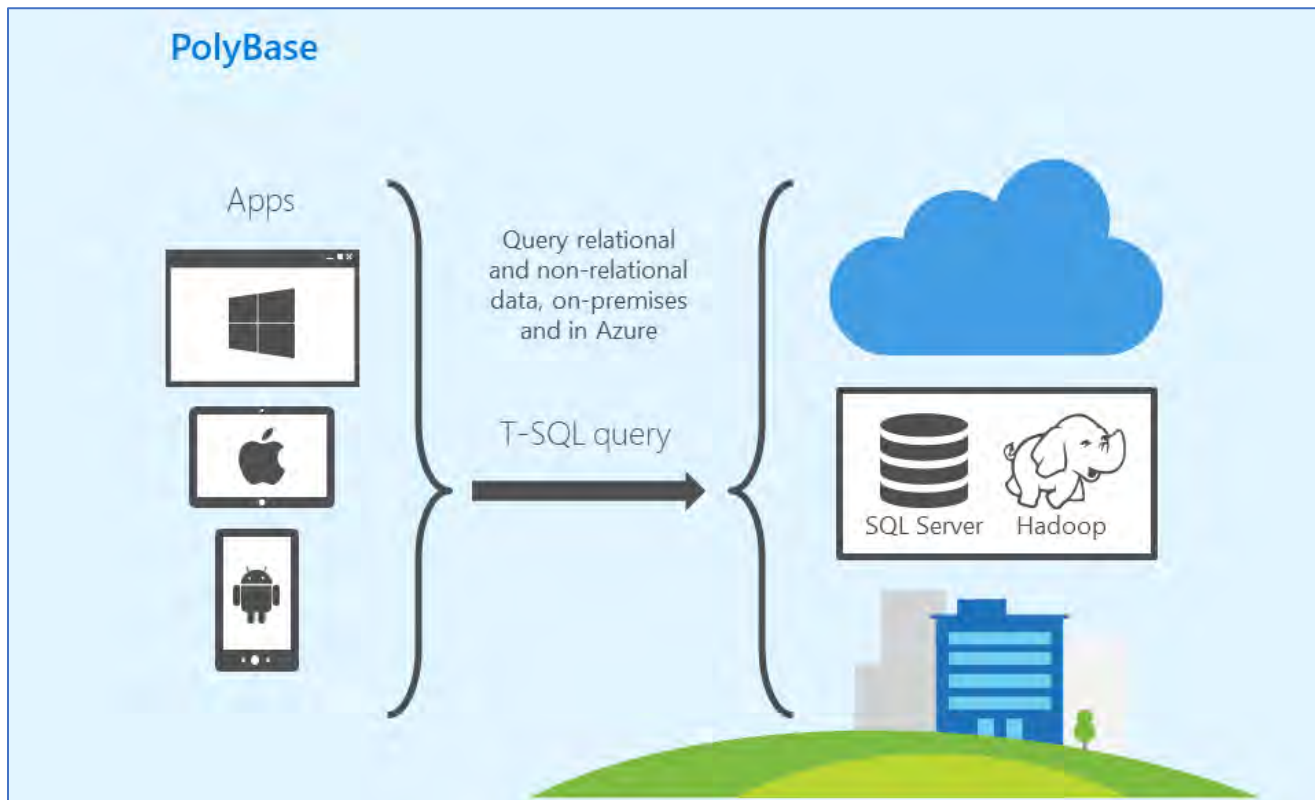 PolyBase
Apps
Query relational
and non-relational
data, on-premises
and in Azure
T-SQL query
SQL Server
Hadoop